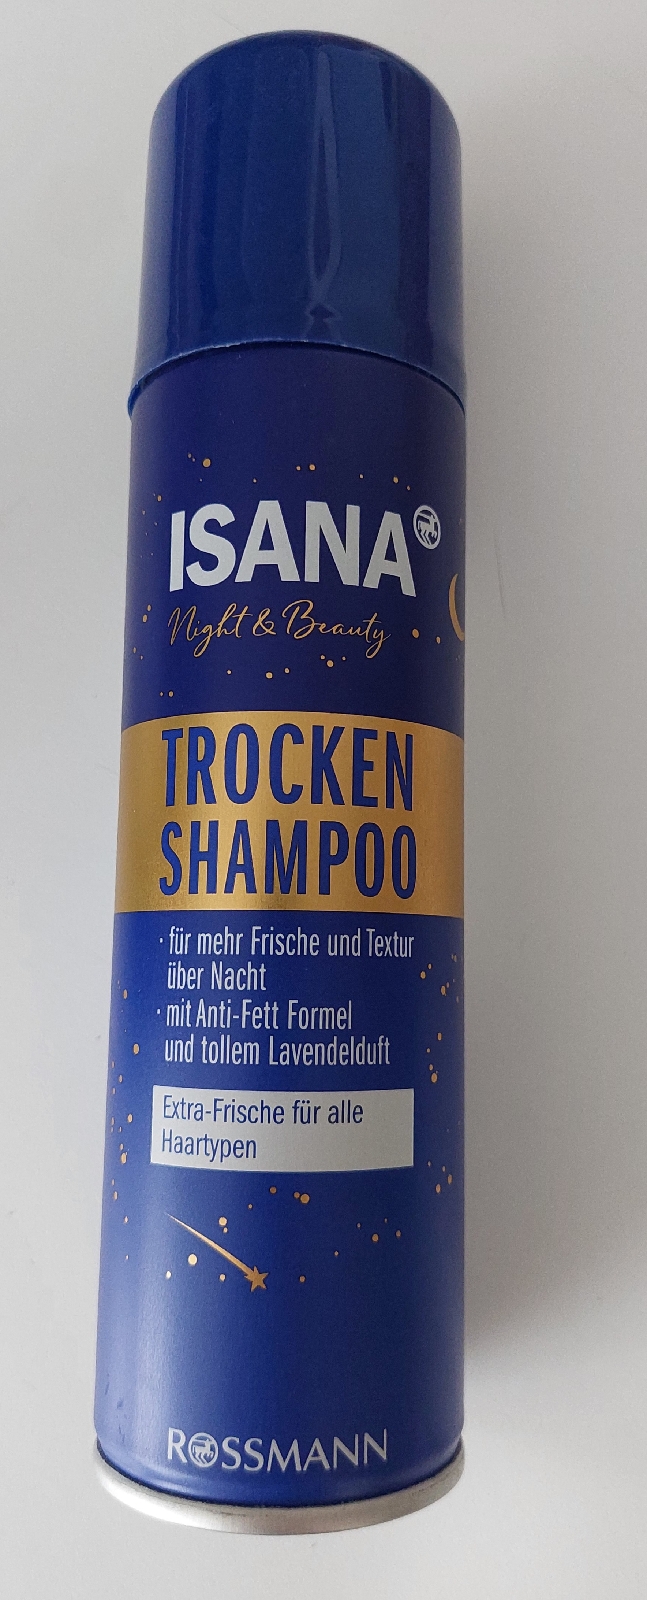 ISANA
Night & Beauty
TROCKEN
SHAMPOO
· für mehr Frische und Textur
über Nacht
· mit Anti-Fett Formel
und tollem Lavendelduft
Extra-Frische für alle
Haartypen
ROSSMANN